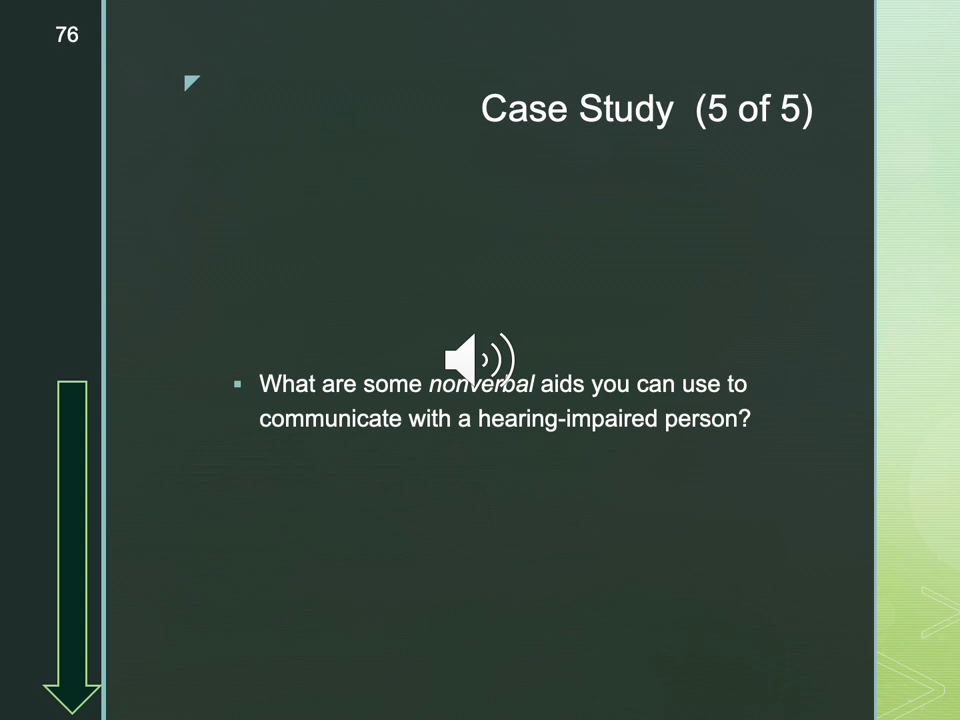 76
Case Study (5 of 5)
▪ What are some nonverbal aids you can use to
communicate with a hearing-impaired person?